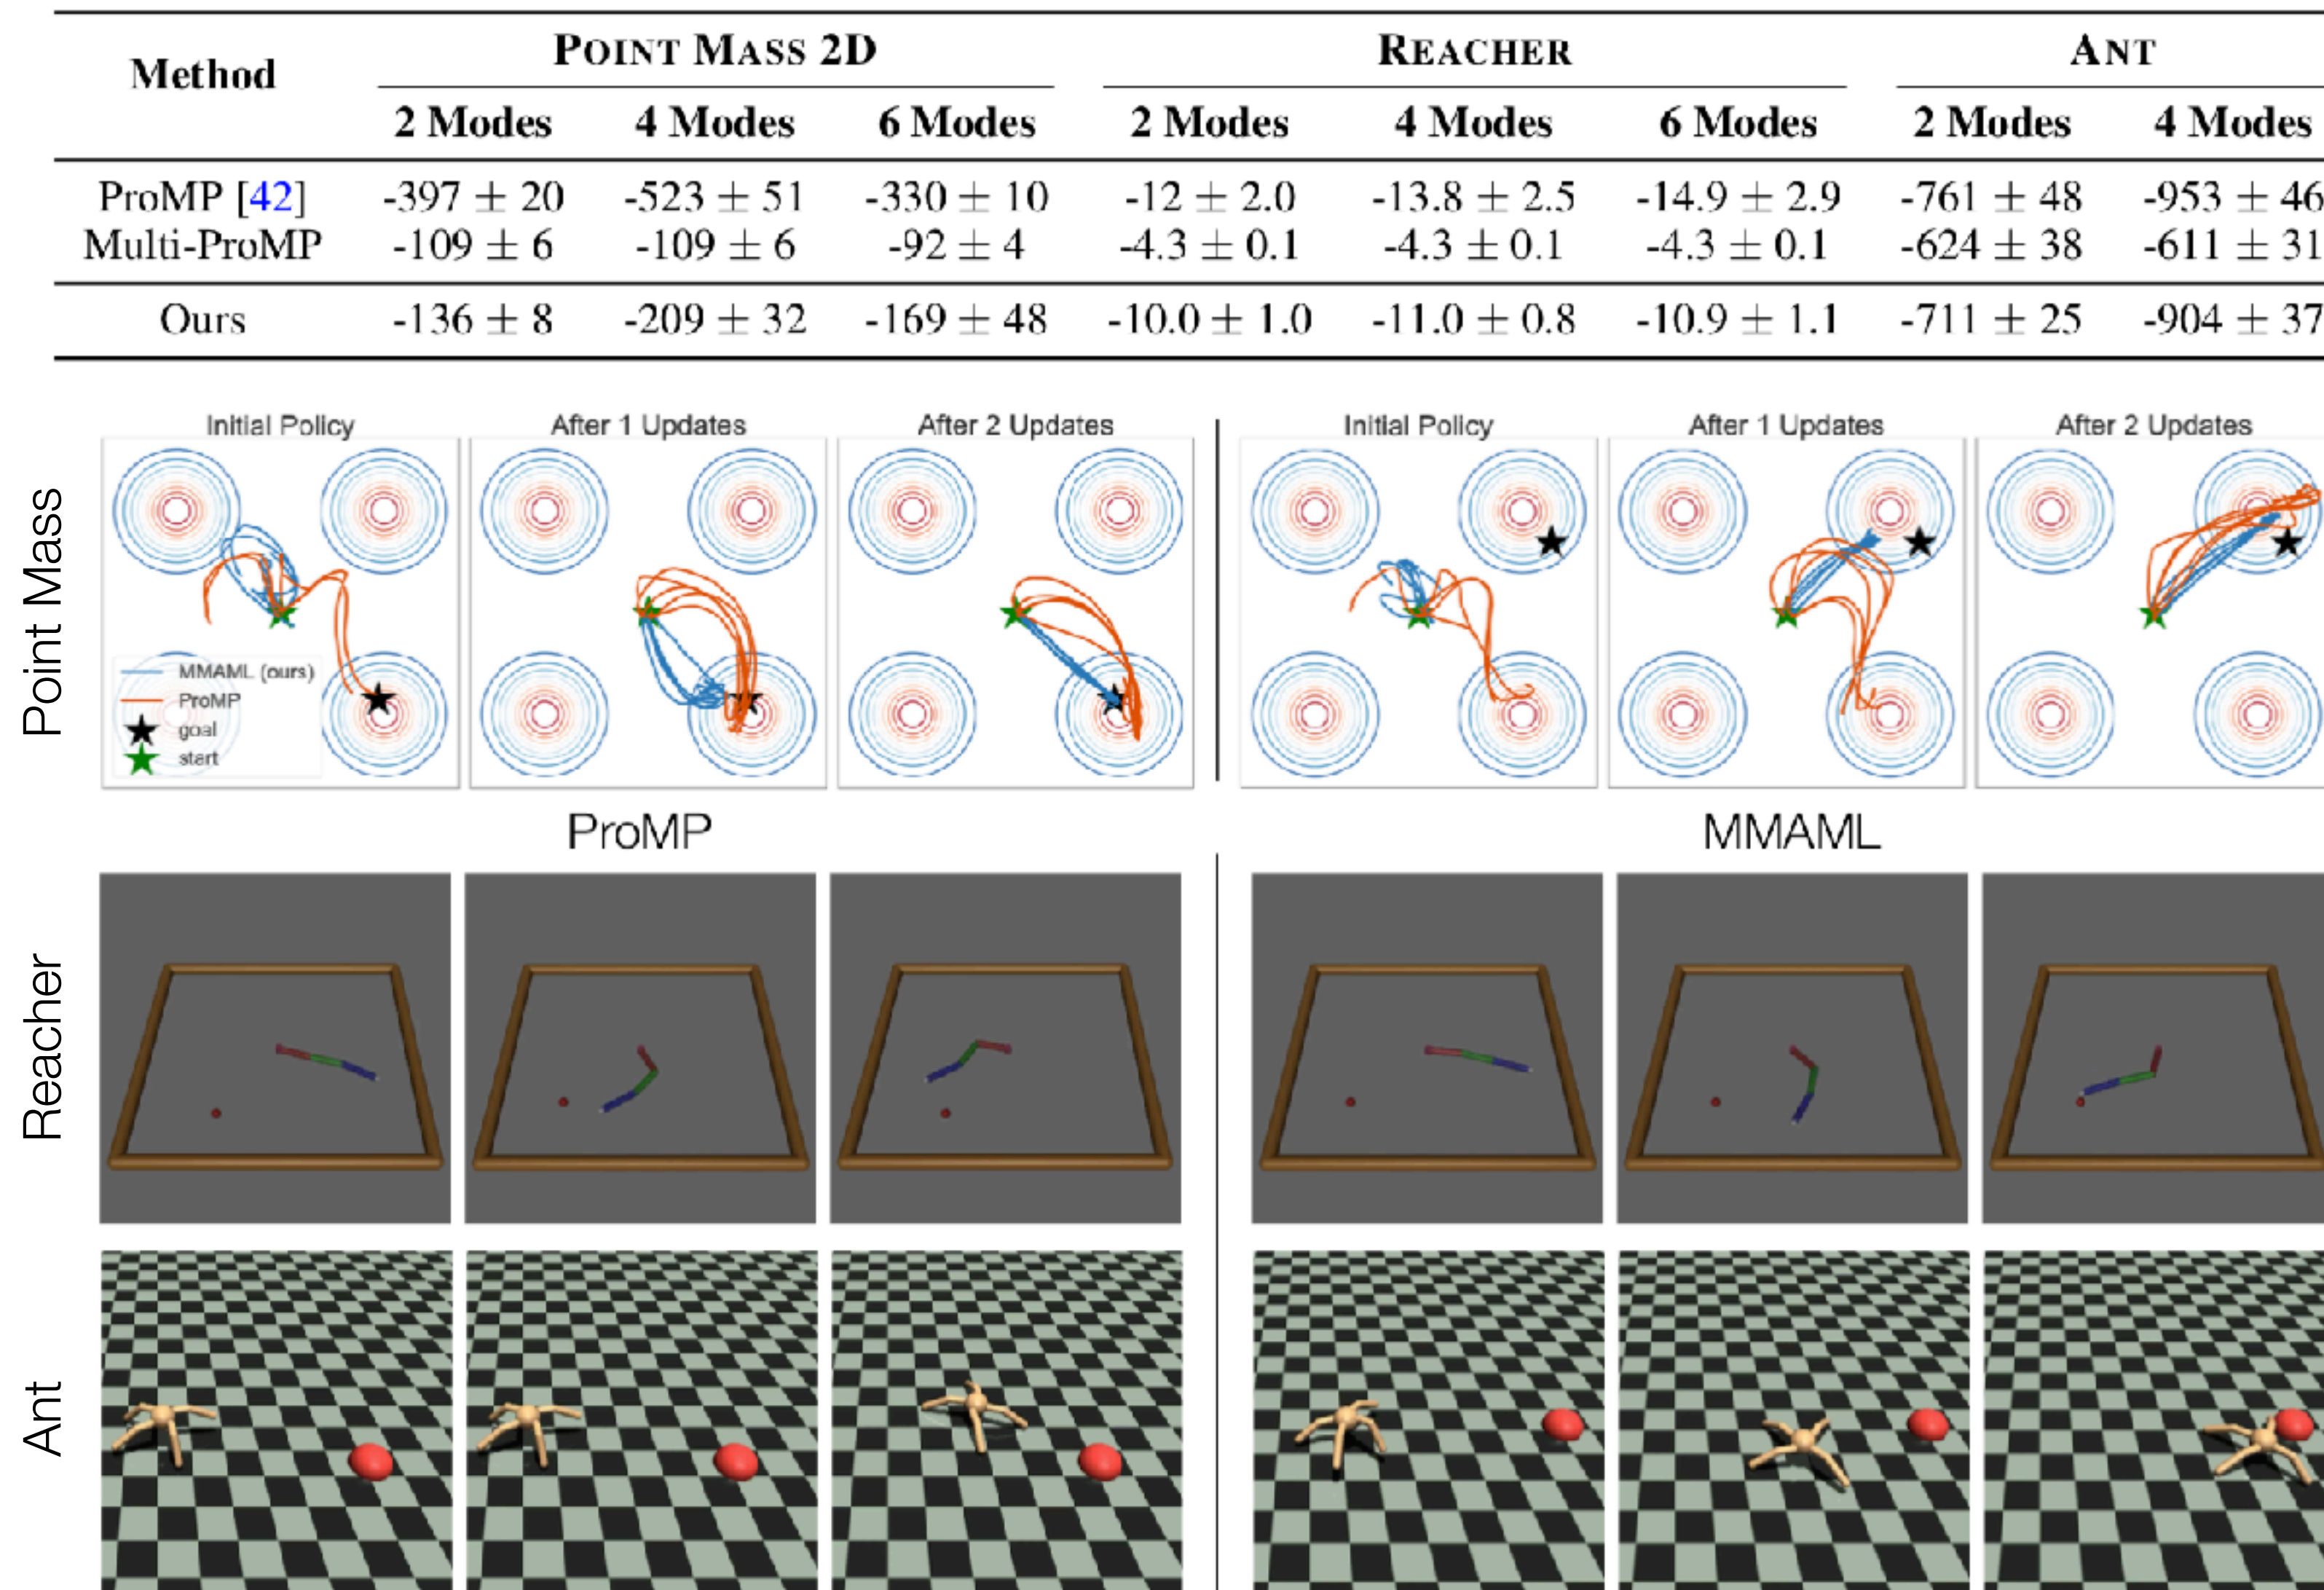 Method POINT MASS 2D REACHER ANT
2 Modes 4 Modes 6 Modes 2 Modes 4 Modes 6 Modes 2 Modes 4 Modes
ProMP [42] -397 ± 20 -523 ± 51 -330 ± 10 -12 ± 2.0 -13.8 ± 2.5 -14.9 ± 2.9 -761 ± 48 -953 ± 46
Multi-ProMP -109 ± 6 -109 ± 6 -92 ± 4 -4.3 ± 0.1 -4.3 ± 0.1 -4.3 ± 0.1 -624 ± 38 -611 ± 31
Ours -136 ± 8 -209 ± 32 -169 ± 48 -10.0 ± 1.0 -11.0 ± 0.8 -10.9 ± 1.1 -711 ± 25 -904 ± 37
Initial Policy After 1 Updates After 2 Updates Initial Policy After 1 Updates After 2 Updates
Point Mass
MMAML (ours)
ProMP
goal
start
ProMP MMAML
Reacher
Ant